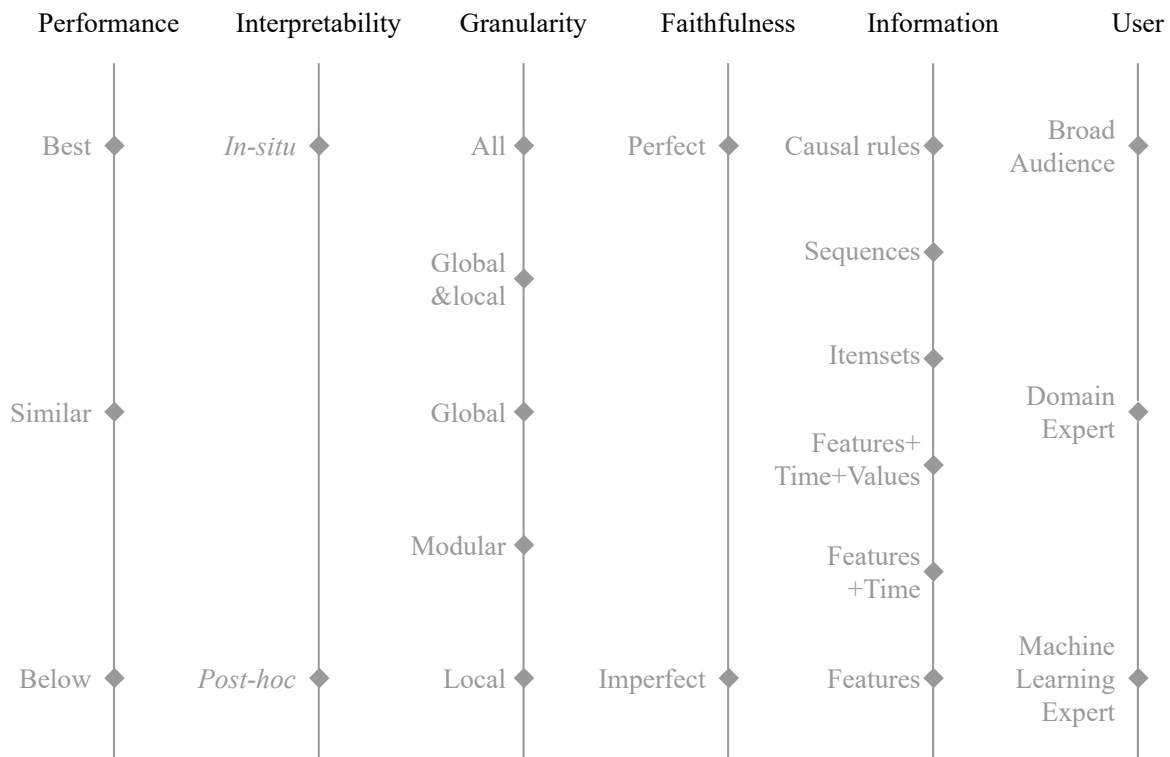 Performance
Interpretability
Granularity
Faithfulness
Information
User
Best
Similar
Below
In-situ
Post-hoc
All
Global
&local
Global
Modular
Local
Perfect
Imperfect
Causal rules
Sequences
Itemsets
Features+
Time+Values
Features
+Time
Features
Broad
Audience
Domain
Expert
Machine
Learning
Expert